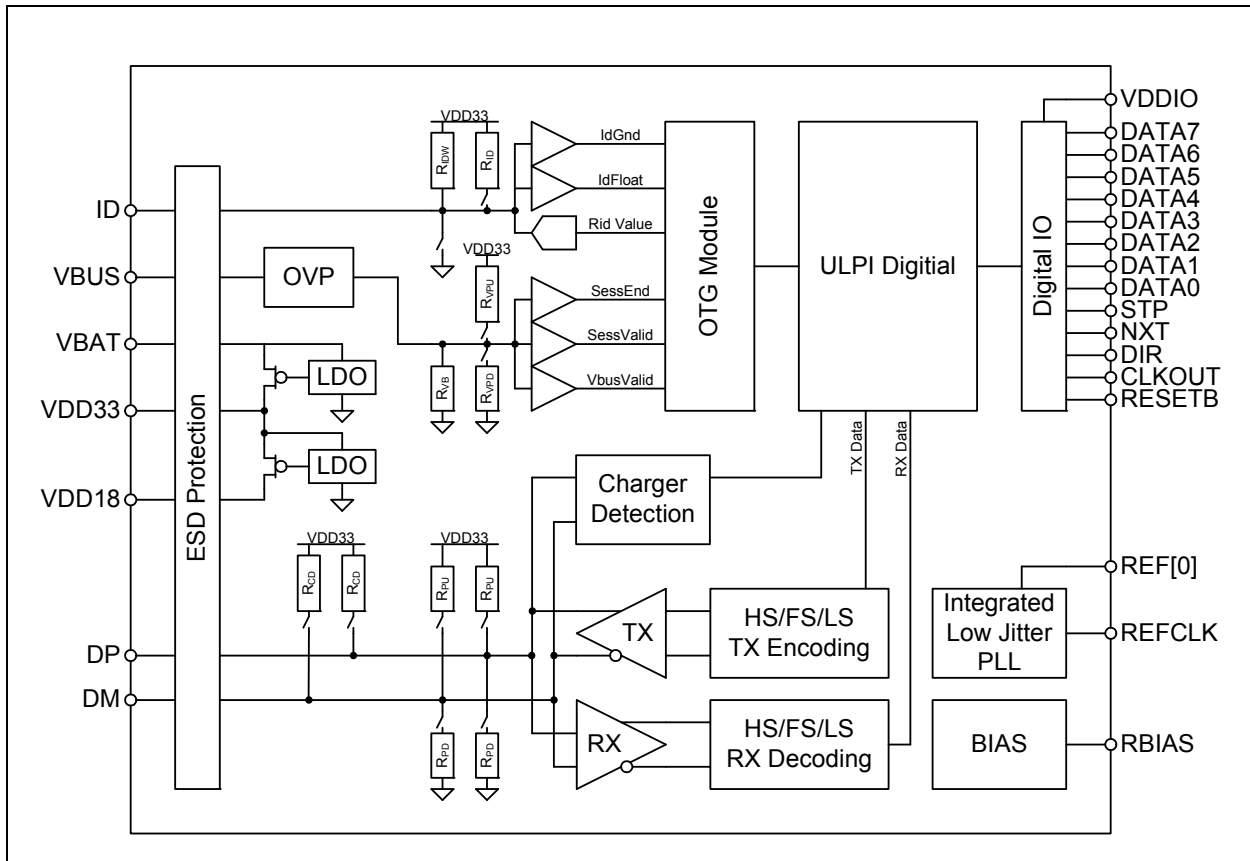 VDD33
RIDW
RID
IdGnd
IdFloat
Rid Value
VDD33
RVPU
SessEnd
SessValid
VbusValid
RVB
RVPD
OTG Module
ULPI Digitial
Digital IO
VDDIO
DATA7
DATA6
DATA5
DATA4
DATA3
DATA2
DATA1
DATA0
STP
NXT
DIR
CLKOUT
RESETB
ID
VBUS
OVP
VBAT
LDO
VDD33
LDO
VDD18
ESD Protection
TX Data
RX Data
Charger
Detection
VDD33
RCD
RCD
VDD33
RPU
RPU
DP
DM
RPD
RPD
TX
HS/FS/LS
TX Encoding
RX
HS/FS/LS
RX Decoding
REF[0]
Integrated
Low Jitter
PLL
REFCLK
BIAS
RBIAS